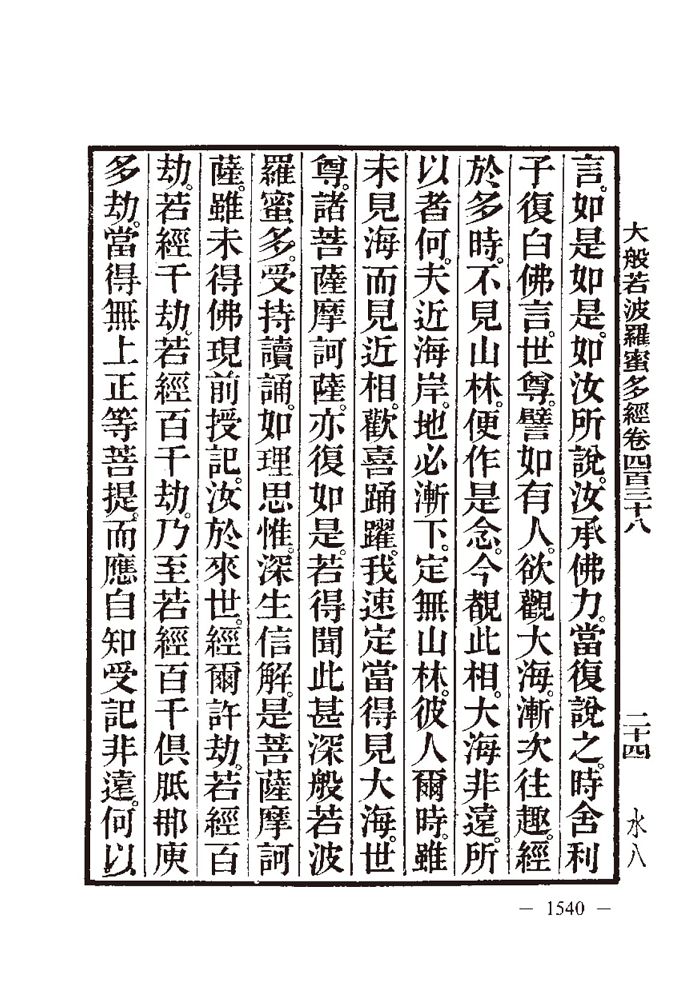 大般若波羅蜜多經卷四百三十八 二十四 水八
言。如是如是。如汝所說。汝承佛力。當復說之。時舍利
子復白佛言。世尊。譬如有人。欲觀大海。漸次往趣。經
於多時。不見山林。便作是念。今覩此相。大海非遠。所
以者何。夫近海岸。地必漸下。定無山林。彼人爾時。雖
未見海而見近相。歡喜踊躍。我速定當得見大海。世
尊。諸菩薩摩訶薩。亦復如是。若得聞此甚深般若波
羅蜜多。受持讀誦。如理思惟。深生信解。是菩薩摩訶
薩。雖未得佛現前授記。汝於來世。經爾許劫。若經百
劫。若經千劫。若經百千劫。乃至若經百千俱胝那庾
多劫。當得無上正等菩提。而應自知受記非遠。何以
— 1540 —